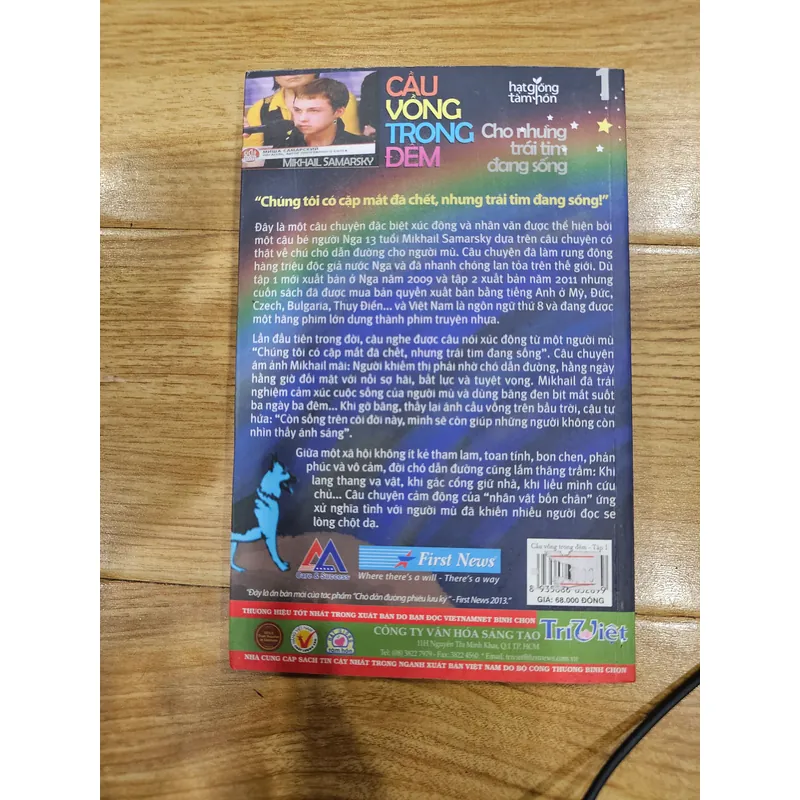 CẦU
VỒNG
TRONG
ĐÊM
hạt giống
tâm hồn
1
Cho những
trái tim
đang sống
МИША САМАРСКИЙ
MIKHAIL SAMARSKY
“Chúng tôi có cặp mắt đã chết, nhưng trái tim đang sống!”
Đây là một câu chuyện đặc biệt xúc động và nhân văn được thể hiện bởi
một cậu bé người Nga 13 tuổi Mikhail Samarsky dựa trên câu chuyện có
thật về chú chó dẫn đường cho người mù. Câu chuyện đã làm rung động
hàng triệu độc giả nước Nga và đã nhanh chóng lan tỏa trên thế giới. Dù
tập 1 mới xuất bản ở Nga năm 2009 và tập 2 xuất bản năm 2011 nhưng
cuốn sách đã được mua bản quyền xuất bản bằng tiếng Anh ở Mỹ, Đức,
Czech, Bulgaria, Thụy Điển... và Việt Nam là ngôn ngữ thứ 8 và đang được
một hãng phim lớn dựng thành phim truyện nhựa.
Lần đầu tiên trong đời, cậu nghe được câu nói xúc động từ một người mù
“Chúng tôi có cặp mắt đã chết, nhưng trái tim đang sống”. Câu chuyện
ám ảnh Mikhail mãi: Người khiếm thị phải nhờ chó dẫn đường, hằng ngày
hằng giờ đối mặt với nỗi sợ hãi, bất lực và tuyệt vọng. Mikhail đã trải
nghiệm cảm xúc cuộc sống của người mù và dùng băng đen bịt mắt suốt
ba ngày ba đêm... Khi gỡ băng, thấy lại ánh cầu vồng trên bầu trời, cậu tự
hứa: “Còn sống trên cõi đời này, mình sẽ còn giúp những người không còn
nhìn thấy ánh sáng”.
Giữa một xã hội không ít kẻ tham lam, toan tính, bon chen, phản
phúc và vô cảm, đời chó dẫn đường cũng lắm thăng trầm: Khi
lang thang vạ vật, khi gác cổng giữ nhà, khi liều mình cứu
chủ... Câu chuyện cảm động của “nhân vật bốn chân” ứng
xử nghĩa tình với người mù đã khiến nhiều người đọc se
lòng chột dạ.
Care & Success
First News
Where there's a will - There's a way
Cầu vồng trong đêm - Tập 1
8 935086 832899
GIÁ: 68.000 ĐỒNG
“Đây là ấn bản mới của tác phẩm “Chó dẫn đường phiêu lưu ký” - First News 2013.”
THƯƠNG HIỆU TỐT NHẤT TRONG XUẤT BẢN DO BẠN ĐỌC VIETNAMNET BÌNH CHỌN
CÔNG TY VĂN HÓA SÁNG TẠO
Trí Việt
11H Nguyễn Thị Minh Khai, Q.1 TP. HCM
NHÀ CUNG CẤP SÁCH TIN CẬY NHẤT TRONG NGÀNH XUẤT BẢN VIỆT NAM DO BỘ CÔNG THƯƠNG BÌNH CHỌN